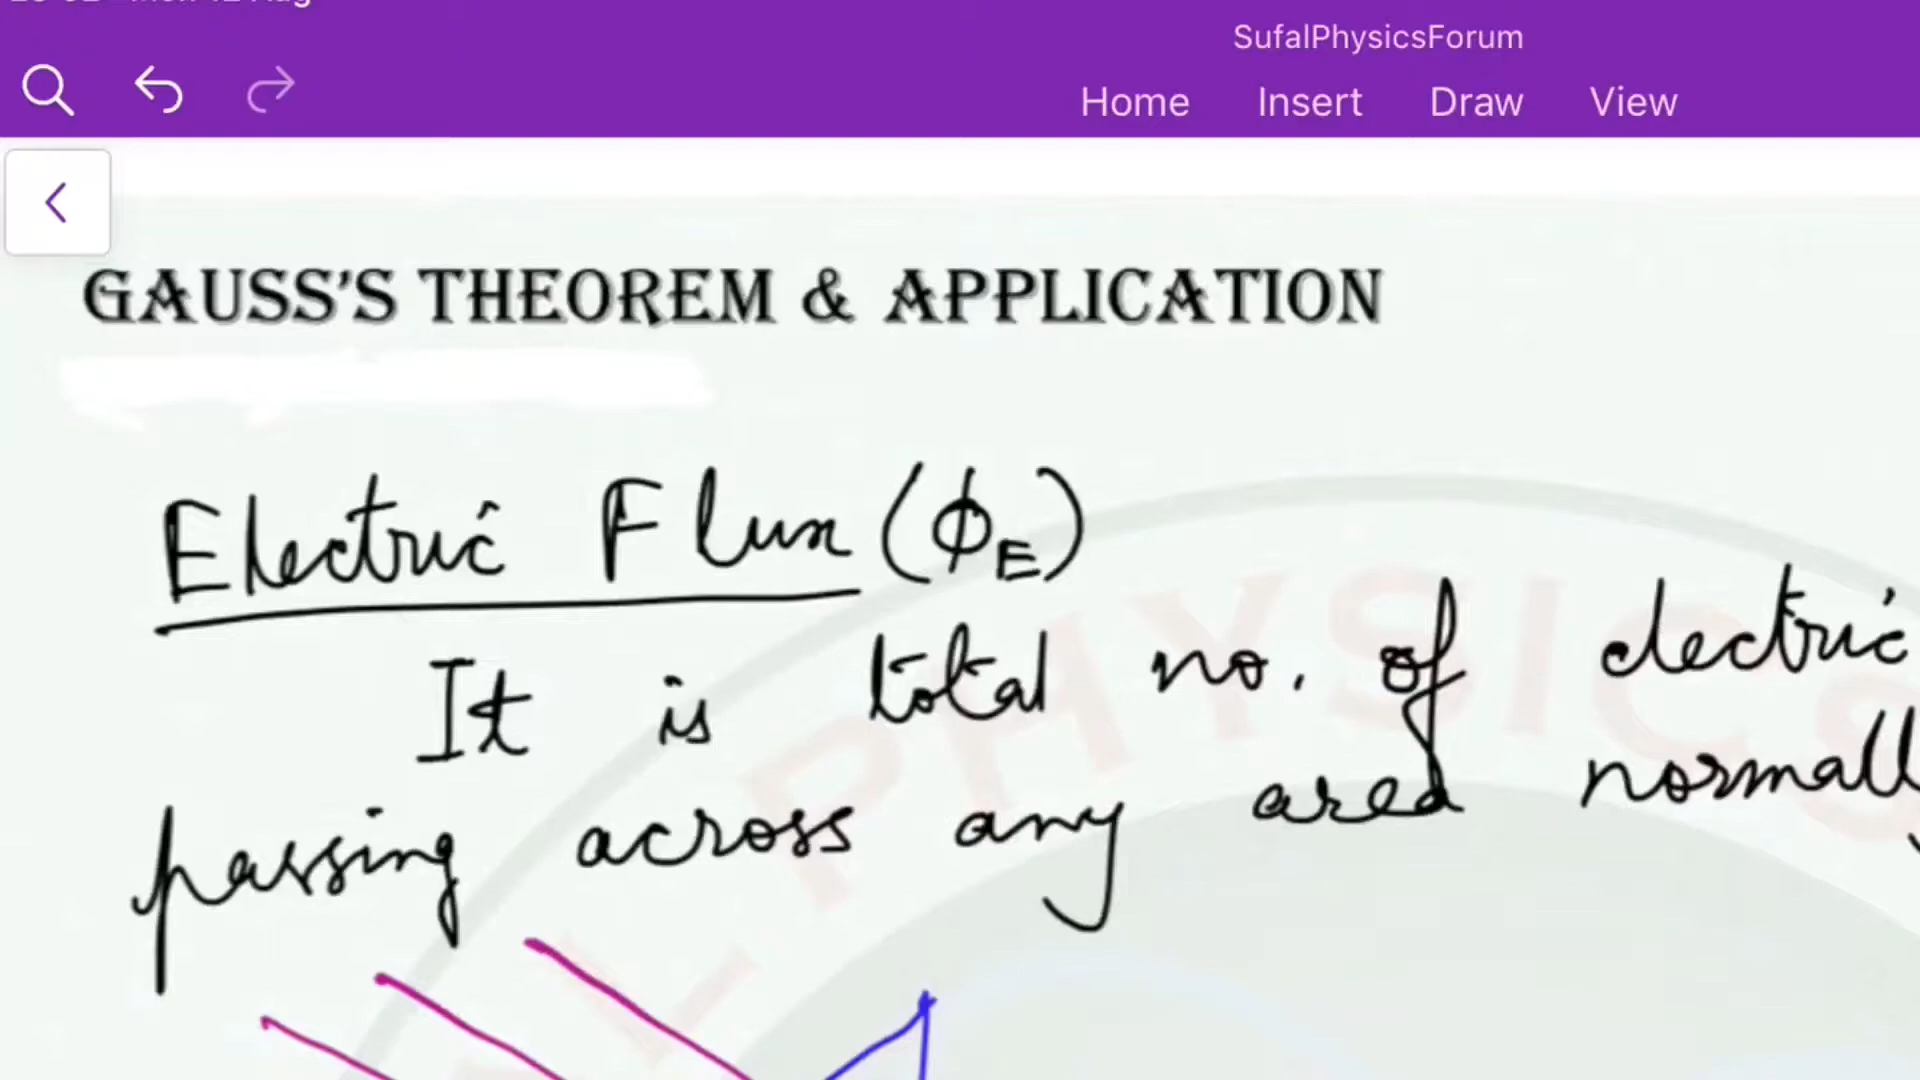 SufalPhysicsForum
Home Insert Draw View
GAUSS'S THEOREM & APPLICATION
Electric Flux (ϕE)
It is total no. of electric
passing across any area normall
PHYSICS